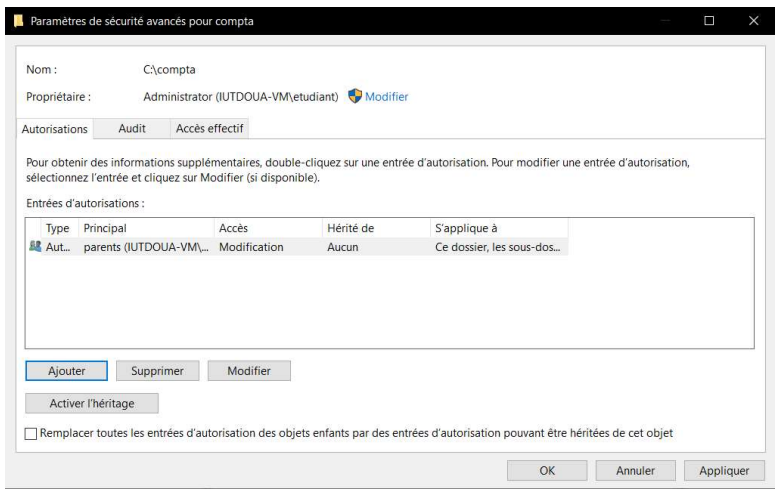 Paramètres de sécurité avancés pour compta
Nom : C:\compta
Propriétaire : Administrator (IUTDOUA-VM\etudiant) Modifier
Autorisations Audit Accès effectif
Pour obtenir des informations supplémentaires, double-cliquez sur une entrée d'autorisation. Pour modifier une entrée d'autorisation,
sélectionnez l'entrée et cliquez sur Modifier (si disponible).
Entrées d'autorisations :
Type Principal Accès Hérité de S'applique à
Aut... parents (IUTDOUA-VM\... Modification Aucun Ce dossier, les sous-dos...
Ajouter Supprimer Modifier
Activer l'héritage
Remplacer toutes les entrées d'autorisation des objets enfants par des entrées d'autorisation pouvant être héritées de cet objet
OK Annuler Appliquer